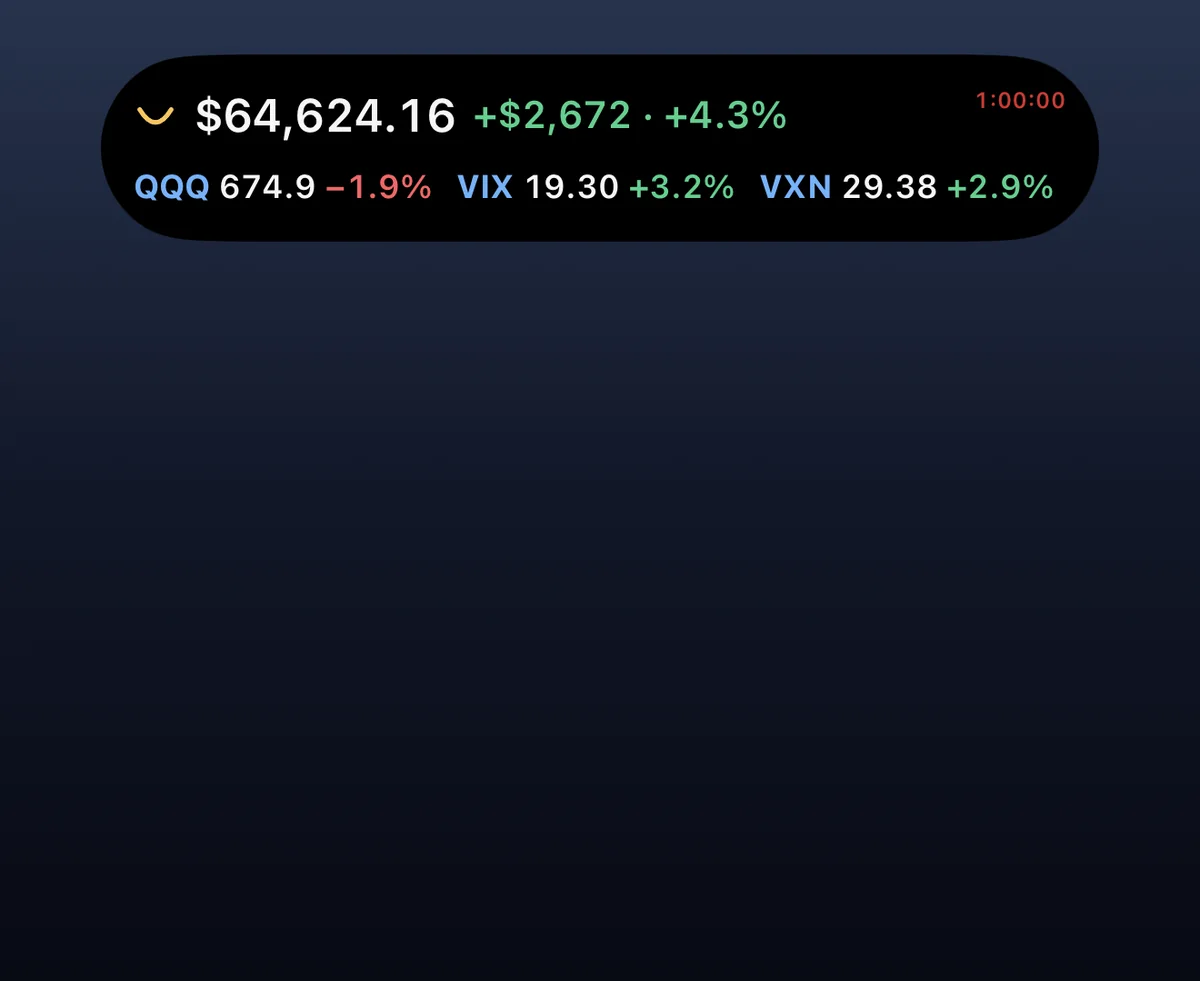 $64,624.16 +$2,672 · +4.3% 1:00:00
QQQ 674.9 −1.9% VIX 19.30 +3.2% VXN 29.38 +2.9%